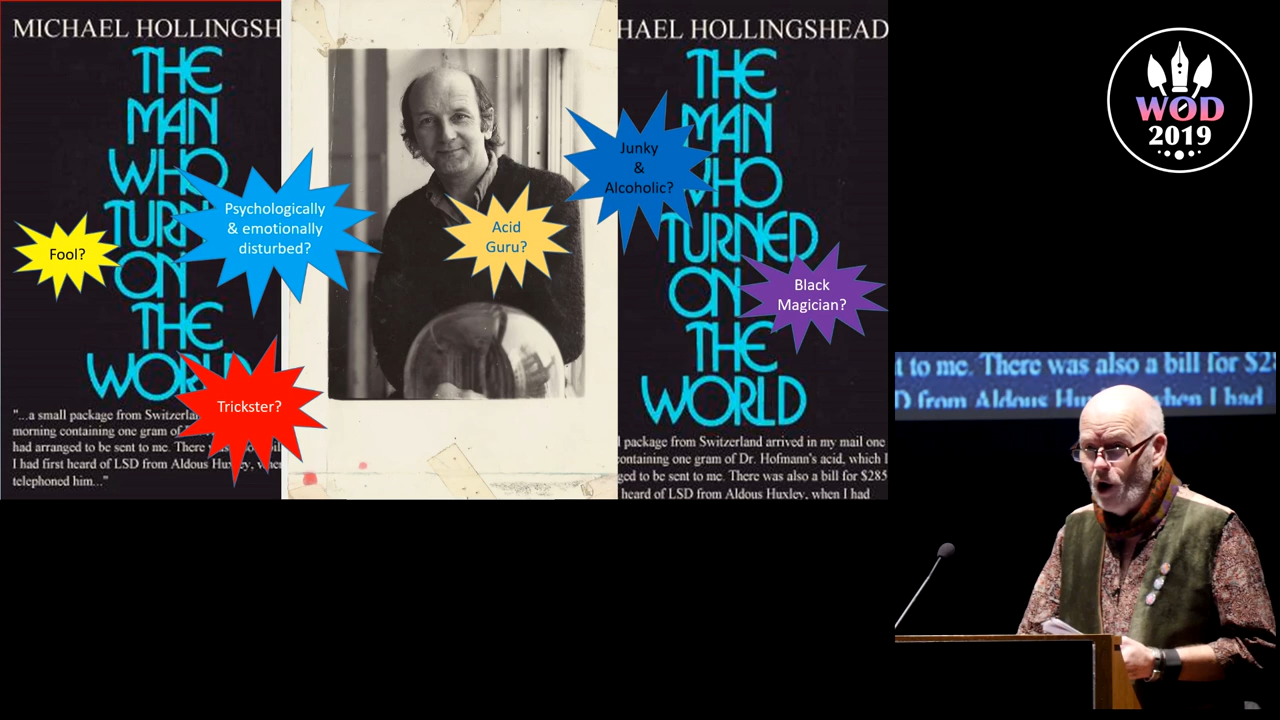 MICHAEL HOLLINGSH
THE
MAN
WHO
TURN
ON
THE
WORLD
"...a small package from Switzerla
morning containing one gram of
had arranged to be sent to me. There
I had first heard of LSD from Aldous Huxley, when
telephoned him..."
Fool?
Psychologically
& emotionally
disturbed?
Trickster?
Acid
Guru?
Junky
&
Alcoholic?
Black
Magician?
HAEL HOLLINGSHEAD
THE
MAN
WHO
TURNED
ON
THE
WORLD
l package from Switzerland arrived in my mail one
containing one gram of Dr. Hofmann's acid, which I
ged to be sent to me. There was also a bill for $285
heard of LSD from Aldous Huxley, when I had
WOD
2019
t to me. There was also a bill for $28
D from Aldous Hu when I had